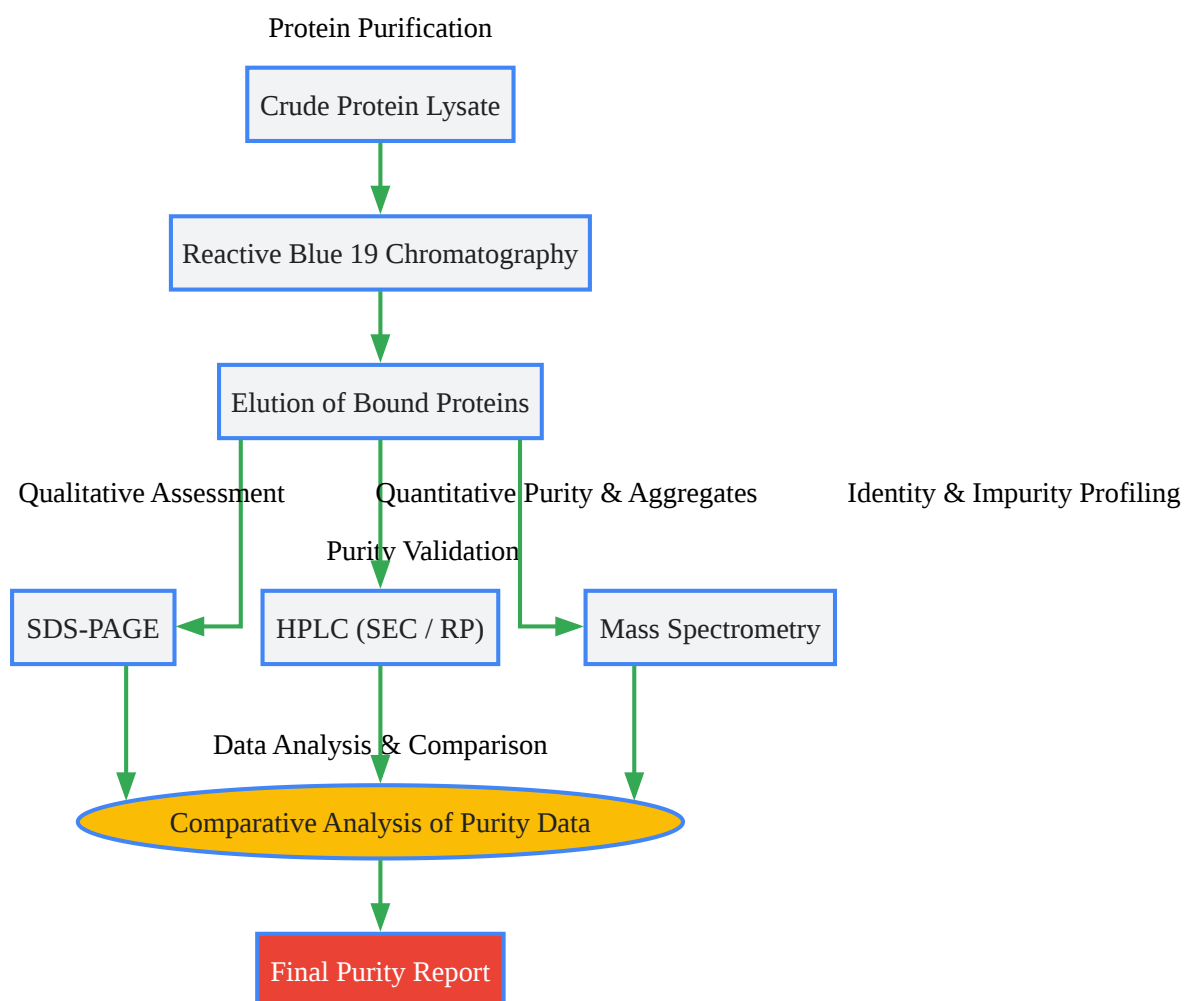 Protein Purification
Crude Protein Lysate
Reactive Blue 19 Chromatography
Elution of Bound Proteins
Qualitative Assessment
Quantitative Purity & Aggregates
Identity & Impurity Profiling
Purity Validation
SDS-PAGE
HPLC (SEC / RP)
Mass Spectrometry
Data Analysis & Comparison
Comparative Analysis of Purity Data
Final Purity Report